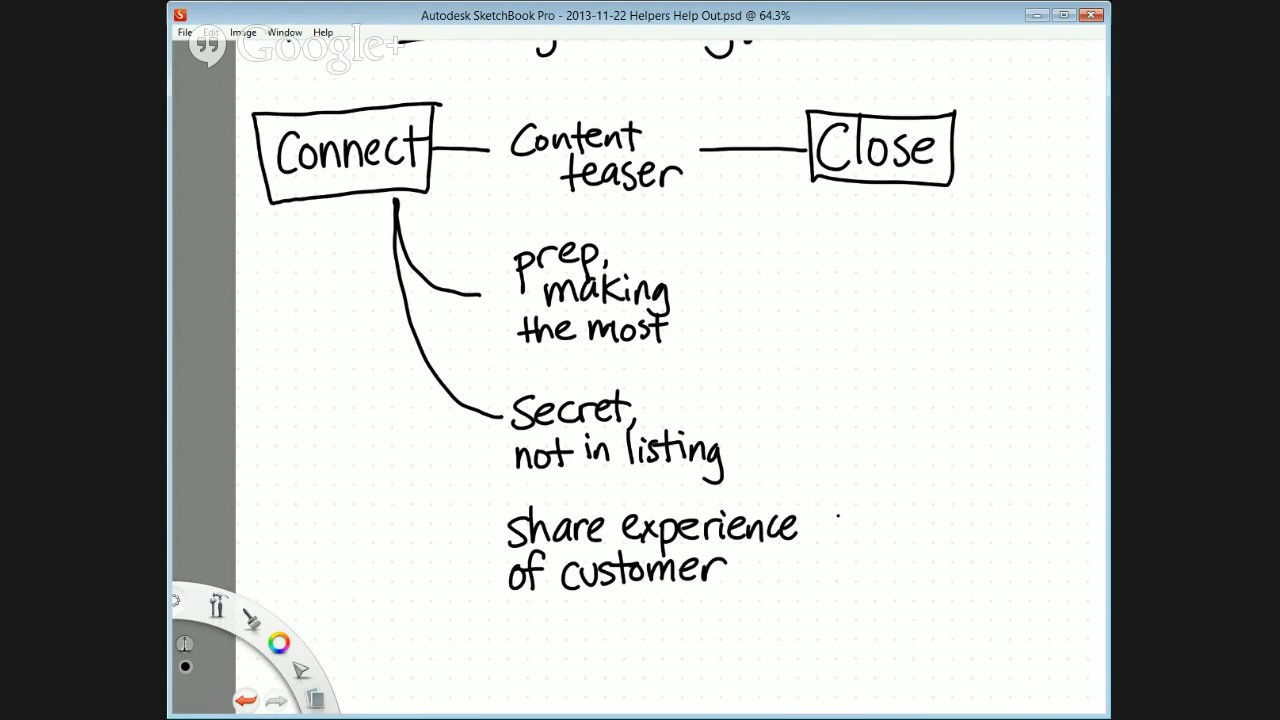 Autodesk SketchBook Pro - 2013-11-22 Helpers Help Out.psd @ 64.3%
File Edit Image Window Help
Google+
Connect
Content
teaser
Close
prep,
making
the most
Secret,
not in listing
share experience
of customer